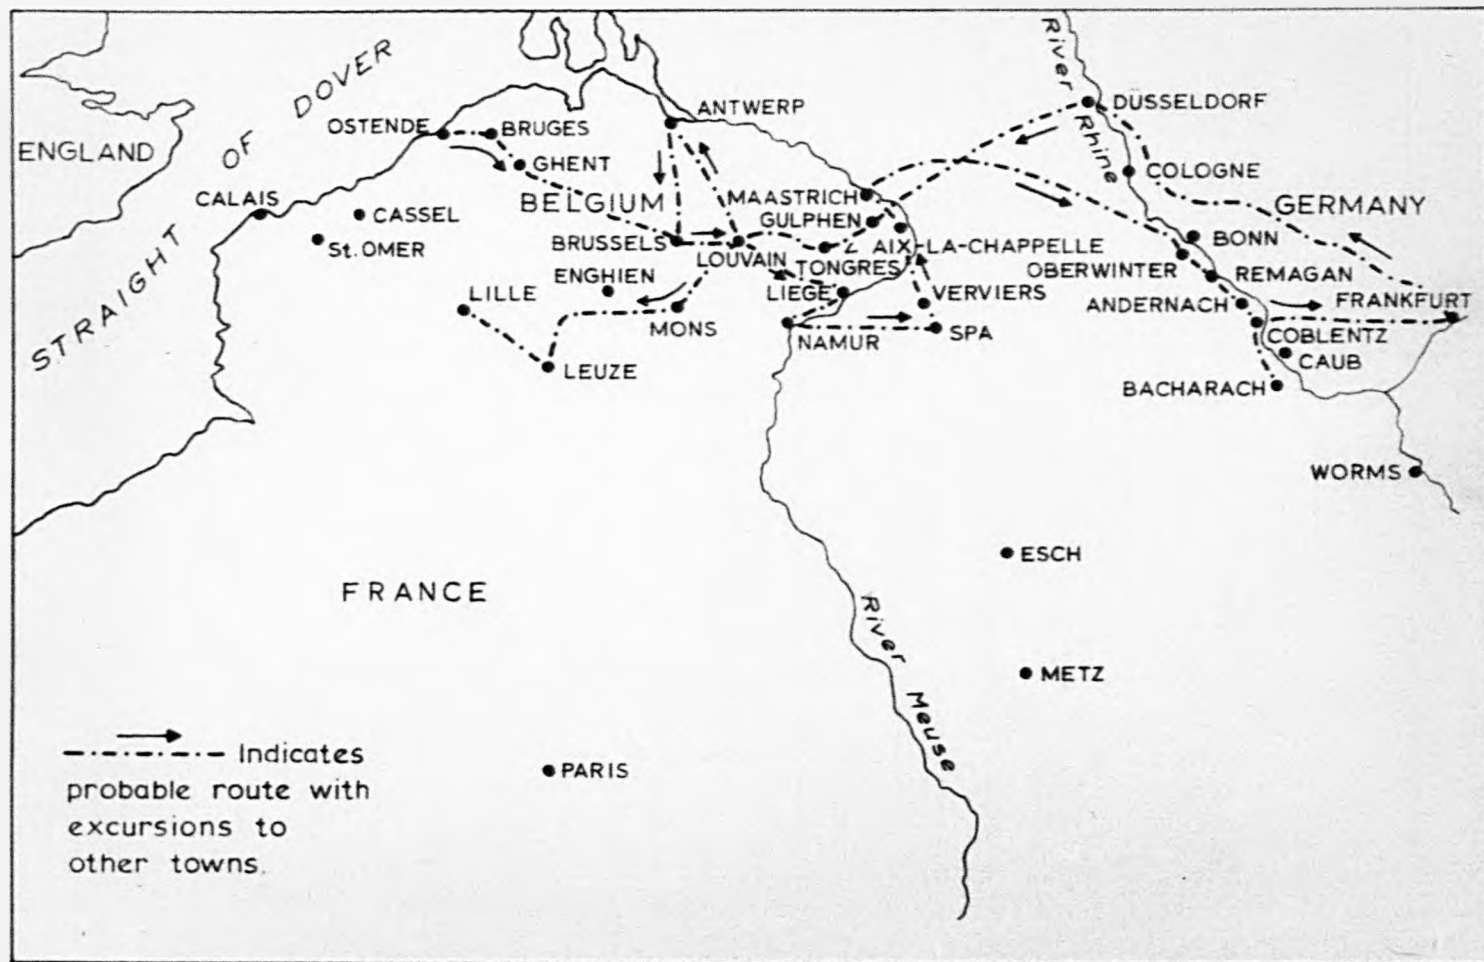 STRAIGHT OF DOVER
ENGLAND
River Rhine
ANTWERP
DUSSELDORF
OSTENDE
BRUGES
GHENT
COLOGNE
CALAIS
CASSEL
BELGIUM
MAASTRICH
GERMANY
GULPHEN
St. OMER
BRUSSELS
LOUVAIN
AIX-LA-CHAPPELLE
BONN
TONGRES
OBERWINTER
REMAGAN
ENGHIEN
LILLE
LIEGE
VERVIERS
ANDERNACH
FRANKFURT
MONS
NAMUR
SPA
COBLENTZ
LEUZE
CAUB
BACHARACH
WORMS
ESCH
FRANCE
River Meuse
METZ
PARIS
Indicates
probable route with
excursions to
other towns.